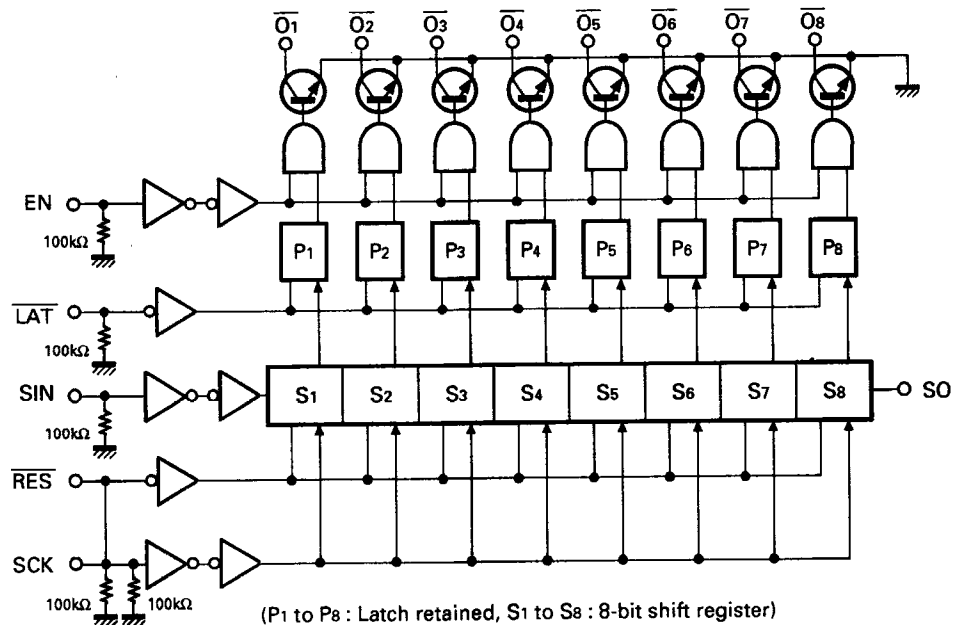 O1 O2 O3 O4 O5 O6 O7 O8
EN
100kΩ
P1 P2 P3 P4 P5 P6 P7 P8
LAT
100kΩ
SIN
S1 S2 S3 S4 S5 S6 S7 S8
SO
100kΩ
RES
SCK
100kΩ 100kΩ
(P1 to P8 : Latch retained, S1 to S8 : 8-bit shift register)